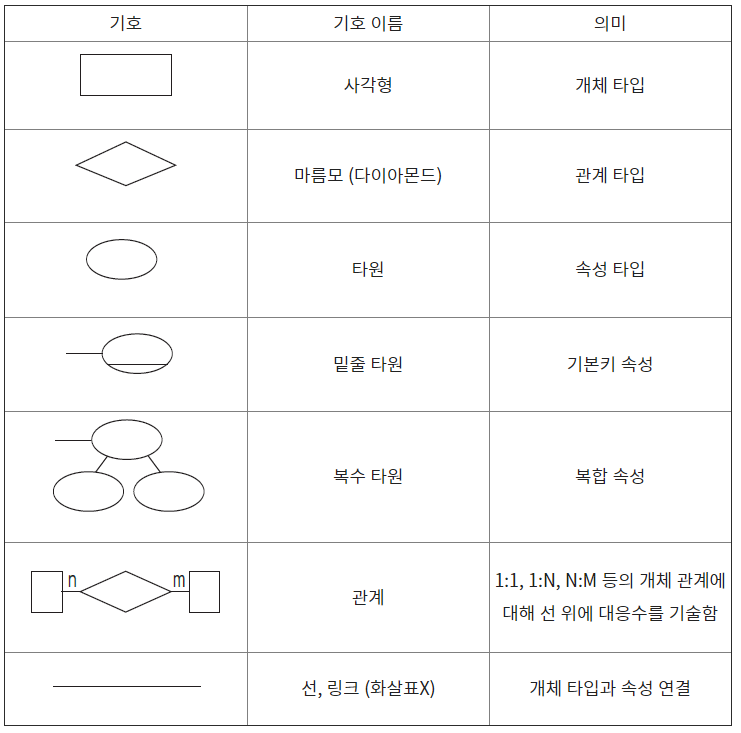 기호 기호 이름 의미
사각형 개체 타입
마름모 (다이아몬드) 관계 타입
타원 속성 타입
밑줄 타원 기본키 속성
복수 타원 복합 속성
n m 관계 1:1, 1:N, N:M 등의 개체 관계에
대해 선 위에 대응수를 기술함
선, 링크 (화살표X) 개체 타입과 속성 연결